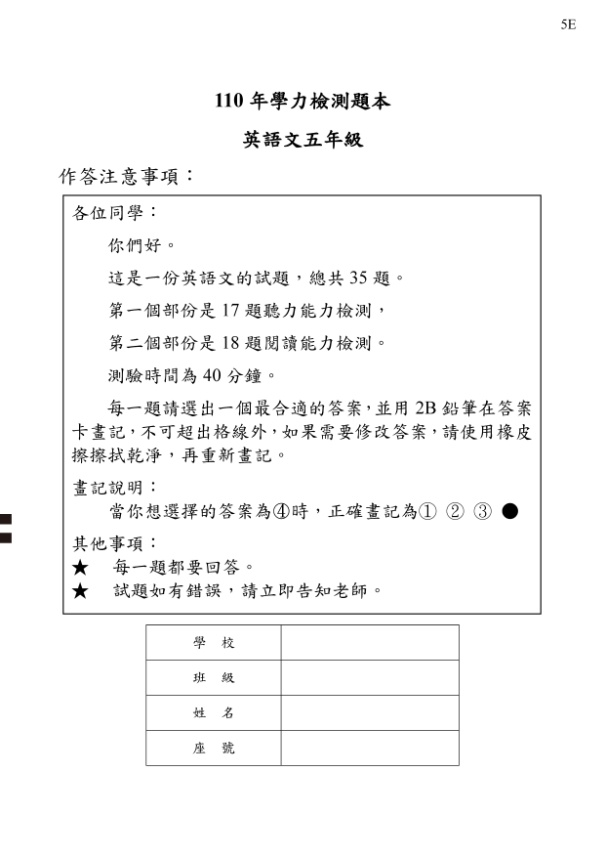 5E
110 年學力檢測題本
英語文五年級
作答注意事項：
各位同學：
你們好。
這是一份英語文的試題，總共 35 題。
第一個部份是 17 題聽力能力檢測，
第二個部份是 18 題閱讀能力檢測。
測驗時間為 40 分鐘。
每一題請選出一個最合適的答案，並用 2B 鉛筆在答案
卡畫記，不可超出格線外，如果需要修改答案，請使用橡皮
擦擦拭乾淨，再重新畫記。
畫記說明：
當你想選擇的答案為④時，正確畫記為① ② ③ ●
其他事項：
★ 每一題都要回答。
★ 試題如有錯誤，請立即告知老師。
學 校
班 級
姓 名
座 號